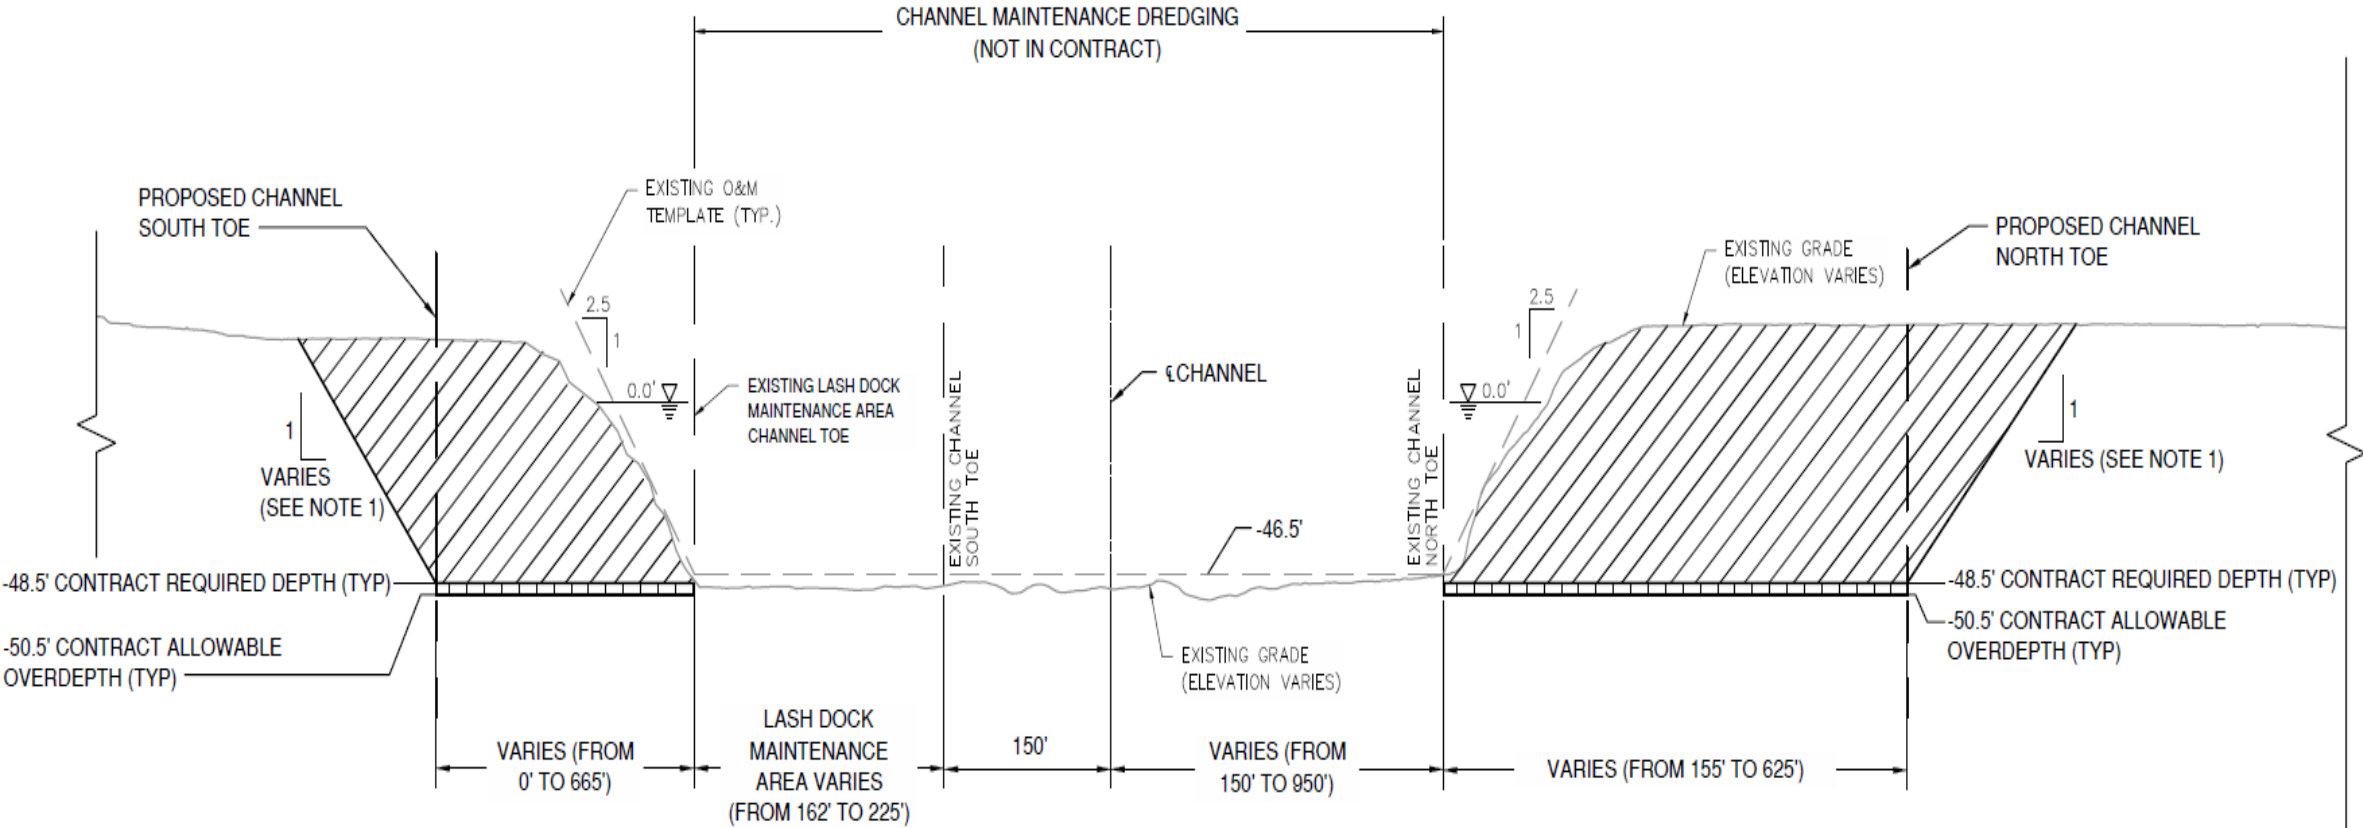 CHANNEL MAINTENANCE DREDGING
(NOT IN CONTRACT)
PROPOSED CHANNEL
SOUTH TOE
EXISTING O&M
TEMPLATE (TYP.)
2.5
1
0.0'
EXISTING LASH DOCK
MAINTENANCE AREA
CHANNEL TOE
EXISTING CHANNEL
SOUTH TOE
℄ CHANNEL
EXISTING CHANNEL
NORTH TOE
2.5
1
0.0'
EXISTING GRADE
(ELEVATION VARIES)
PROPOSED CHANNEL
NORTH TOE
1
VARIES
(SEE NOTE 1)
1
VARIES (SEE NOTE 1)
-46.5'
-48.5' CONTRACT REQUIRED DEPTH (TYP)
-50.5' CONTRACT ALLOWABLE
OVERDEPTH (TYP)
EXISTING GRADE
(ELEVATION VARIES)
-48.5' CONTRACT REQUIRED DEPTH (TYP)
-50.5' CONTRACT ALLOWABLE
OVERDEPTH (TYP)
VARIES (FROM
0' TO 665')
LASH DOCK
MAINTENANCE
AREA VARIES
(FROM 162' TO 225')
150'
VARIES (FROM
150' TO 950')
VARIES (FROM 155' TO 625')